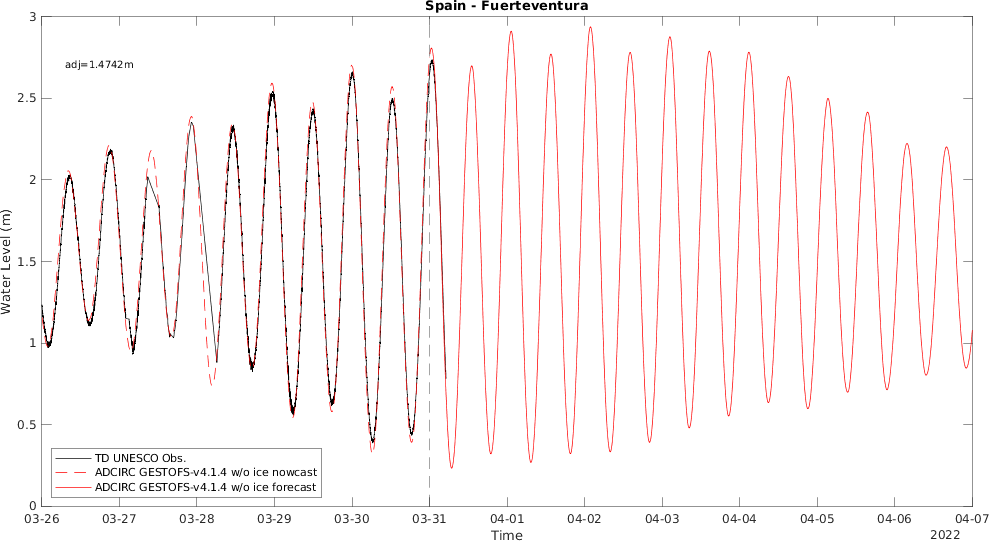 Spain - Fuerteventura
3
2.5
2
1.5
1
0.5
0
Water Level (m)
adj=1.4742m
TD UNESCO Obs.
ADCIRC GESTOFS-v4.1.4 w/o ice nowcast
ADCIRC GESTOFS-v4.1.4 w/o ice forecast
03-26 03-27 03-28 03-29 03-30 03-31 04-01 04-02 04-03 04-04 04-05 04-06 04-07
Time
2022